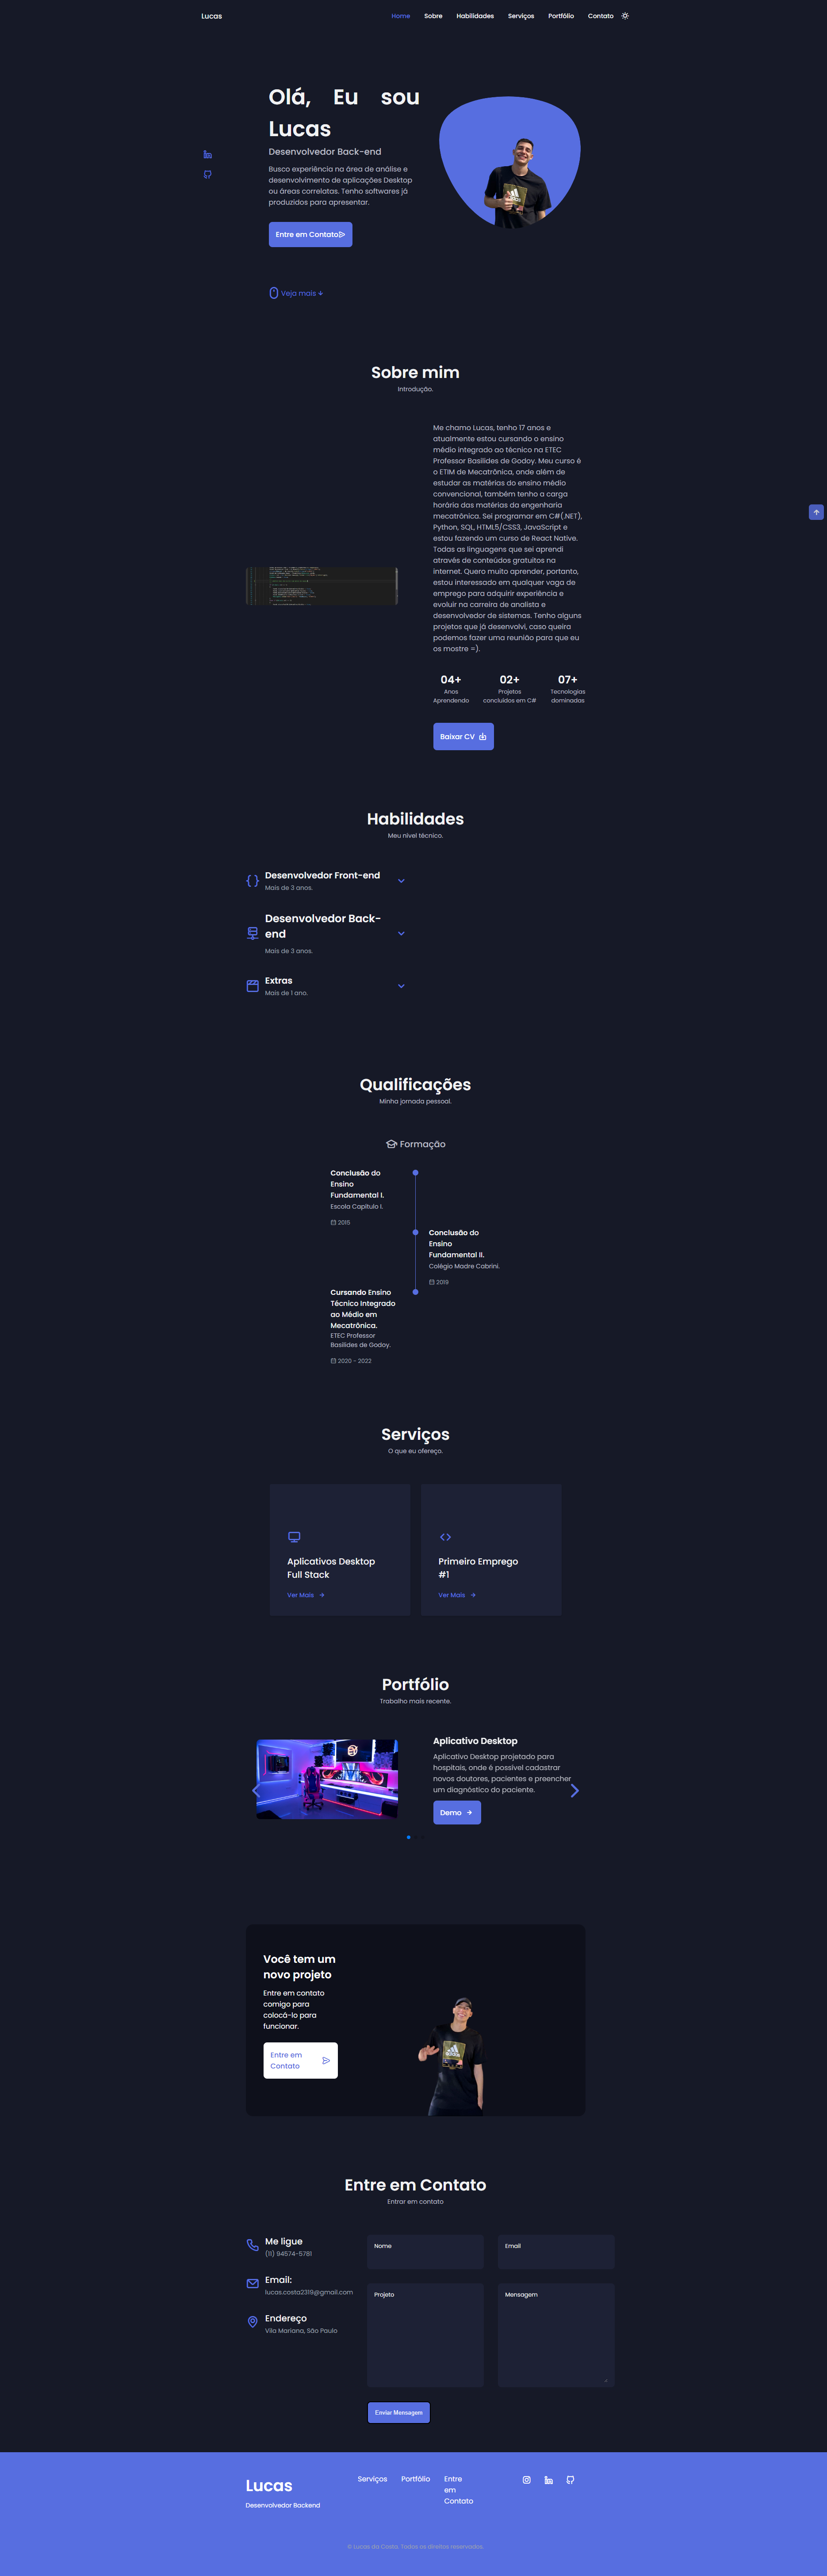 Lucas
Home Sobre Habilidades Serviços Portfólio Contato
Olá, Eu sou
Lucas
Desenvolvedor Back-end
Busco experiência na área de análise e
desenvolvimento de aplicações Desktop
ou áreas correlatas. Tenho softwares já
produzidos para apresentar.
Entre em Contato
Veja mais
Sobre mim
Introdução.
Me chamo Lucas, tenho 17 anos e
atualmente estou cursando o ensino
médio integrado ao técnico na ETEC
Professor Basilides de Godoy. Meu curso é
o ETIM de Mecatrônica, onde além de
estudar as matérias do ensino médio
convencional, também tenho a carga
horária das matérias da engenharia
mecatrônica. Sei programar em C#(.NET),
Python, SQL, HTML5/CSS3, JavaScript e
estou fazendo um curso de React Native.
Todas as linguagens que sei aprendi
através de conteúdos gratuitos na
internet. Quero muito aprender, portanto,
estou interessado em qualquer vaga de
emprego para adquirir experiência e
evoluir na carreira de analista e
desenvolvedor de sistemas. Tenho alguns
projetos que já desenvolvi, caso queira
podemos fazer uma reunião para que eu
os mostre =).
04+ 02+ 07+
Anos Projetos Tecnologias
Aprendendo concluídos em C# dominadas
Baixar CV
Habilidades
Meu nível técnico.
Desenvolvedor Front-end
Mais de 3 anos.
Desenvolvedor Back-
end
Mais de 3 anos.
Extras
Mais de 1 ano.
Qualificações
Minha jornada pessoal.
Formação
Conclusão do
Ensino
Fundamental I.
Escola Capítulo I.
2015
Conclusão do
Ensino
Fundamental II.
Colégio Madre Cabrini.
2019
Cursando Ensino
Técnico Integrado
ao Médio em
Mecatrônica.
ETEC Professor
Basilides de Godoy.
2020 - 2022
Serviços
O que eu ofereço.
Aplicativos Desktop
Full Stack
Ver Mais
Primeiro Emprego
#1
Ver Mais
Portfólio
Trabalho mais recente.
Aplicativo Desktop
Aplicativo Desktop projetado para
hospitais, onde é possível cadastrar
novos doutores, pacientes e preencher
um diagnóstico do paciente.
Demo
Você tem um
novo projeto
Entre em contato
comigo para
colocá-lo para
funcionar.
Entre em
Contato
adidas
Entre em Contato
Entrar em contato
Me ligue
(11) 94574-5781
Email:
lucas.costa2319@gmail.com
Endereço
Vila Mariana, São Paulo
Nome
Email
Projeto
Mensagem
Enviar Mensagem
Lucas
Desenvolvedor Backend
Serviços
Portfólio
Entre
em
Contato
© Lucas da Costa. Todos os direitos reservados.